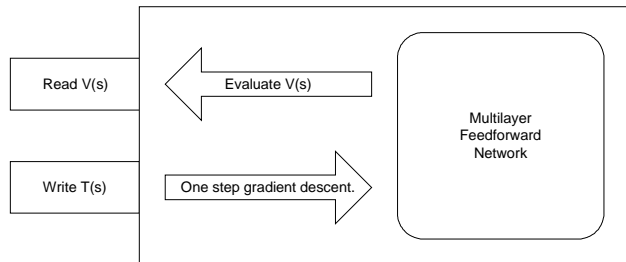 Read V(s)
Evaluate V(s)
Multilayer
Feedforward
Network
Write T(s)
One step gradient descent.